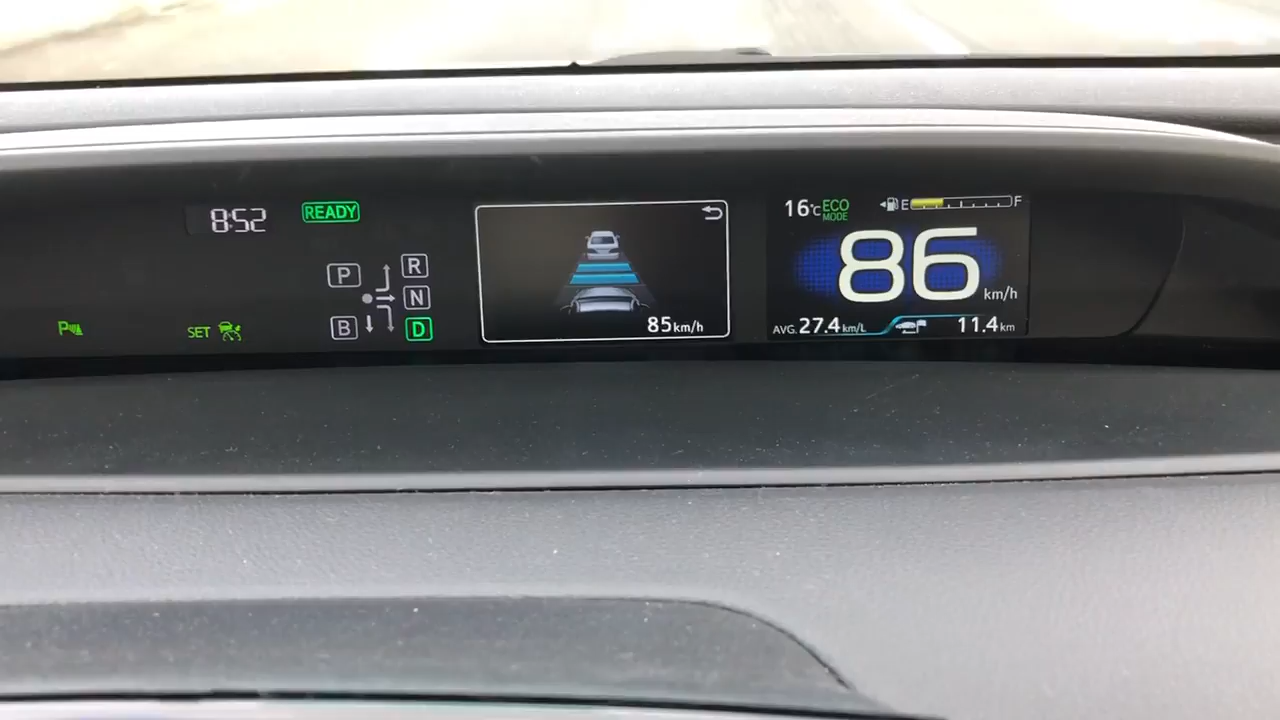 8:52
READY
P
R
N
B
D
P
SET
85km/h
16°C
ECO
MODE
E
F
86
km/h
AVG. 27.4 km/L
11.4 km